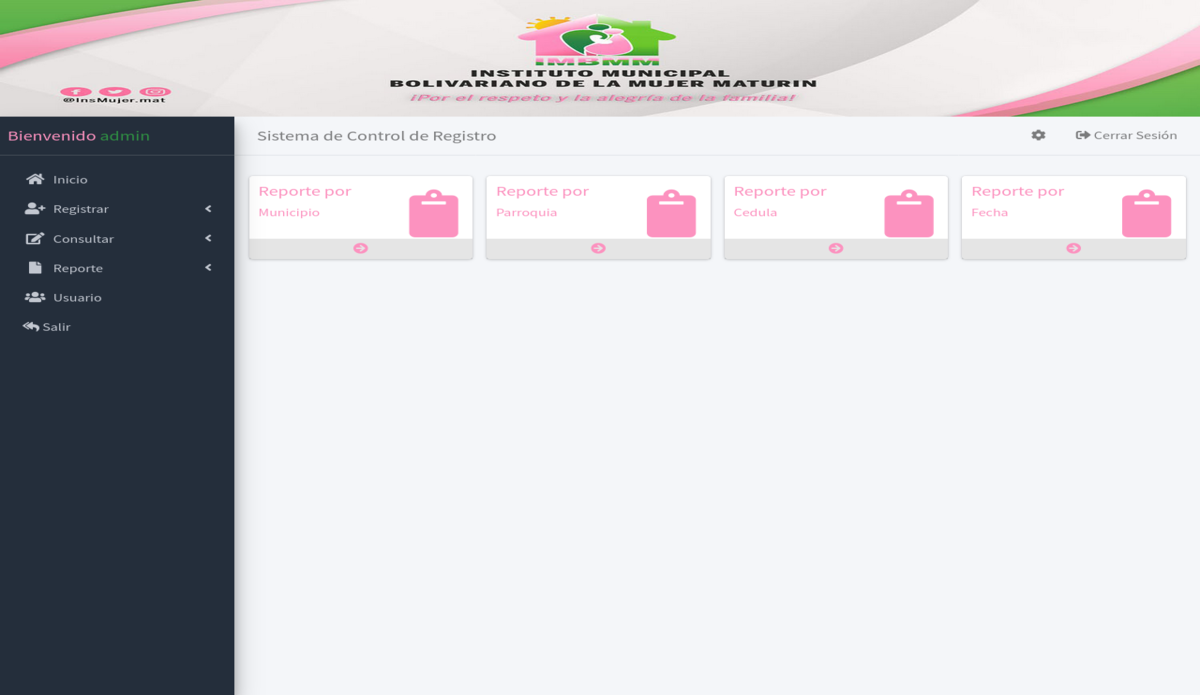 IMBMM
INSTITUTO MUNICIPAL
BOLIVARIANO DE LA MUJER MATURIN
¡Por el respeto y la alegría de la familia!
@InsMujer.mat
Bienvenido admin
Sistema de Control de Registro
Cerrar Sesión
Inicio
Registrar
Consultar
Reporte
Usuario
Salir
Reporte por
Municipio
Reporte por
Parroquia
Reporte por
Cedula
Reporte por
Fecha